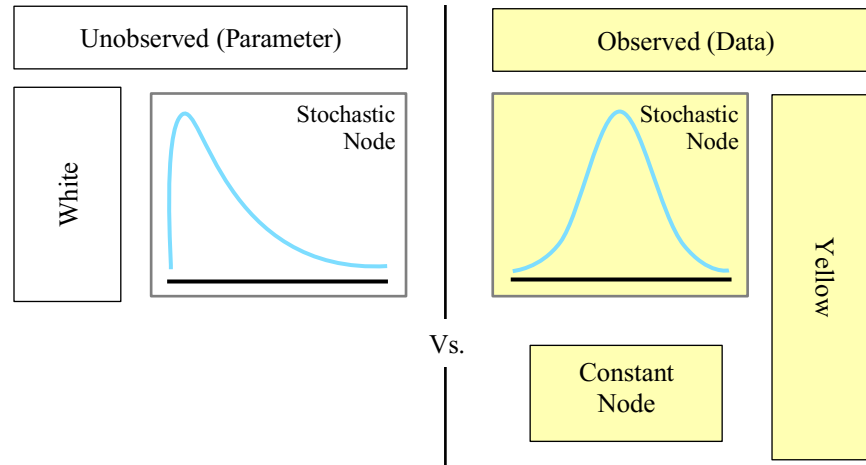 Unobserved (Parameter)
Observed (Data)
White
Stochastic
Node
Stochastic
Node
Yellow
Vs.
Constant
Node